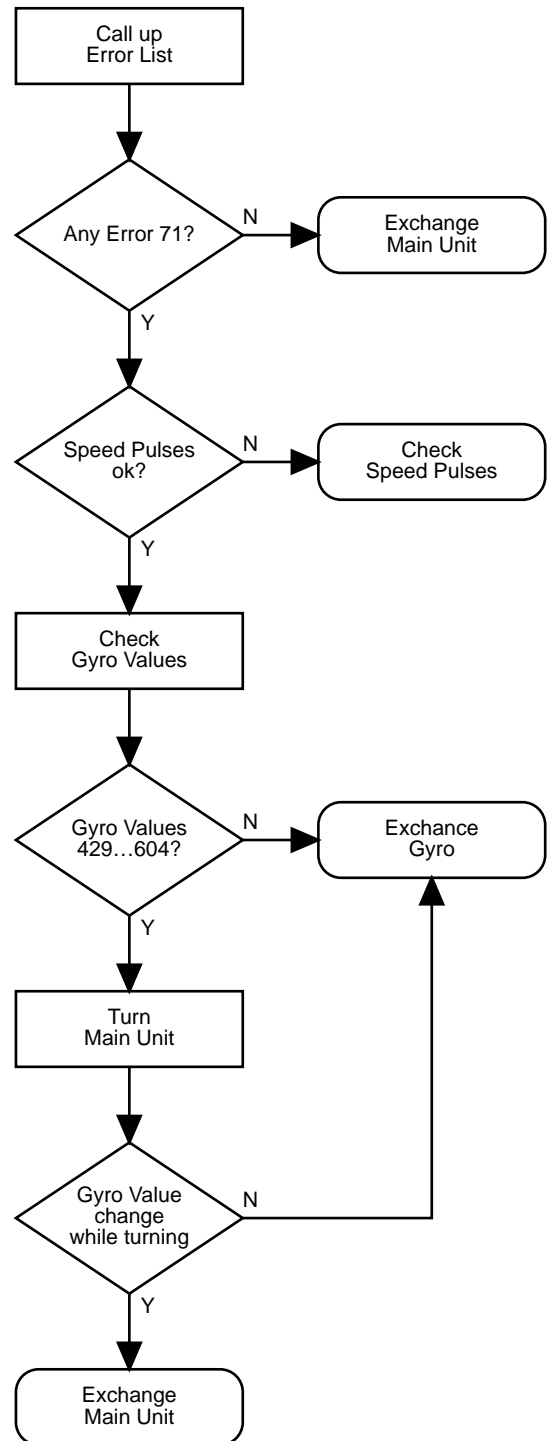 Call up
Error List
Any Error 71?
N
Exchange
Main Unit
Y
Speed Pulses
ok?
N
Check
Speed Pulses
Y
Check
Gyro Values
Gyro Values
429…604?
N
Exchance
Gyro
Y
Turn
Main Unit
Gyro Value
change
while turning
N
Y
Exchange
Main Unit